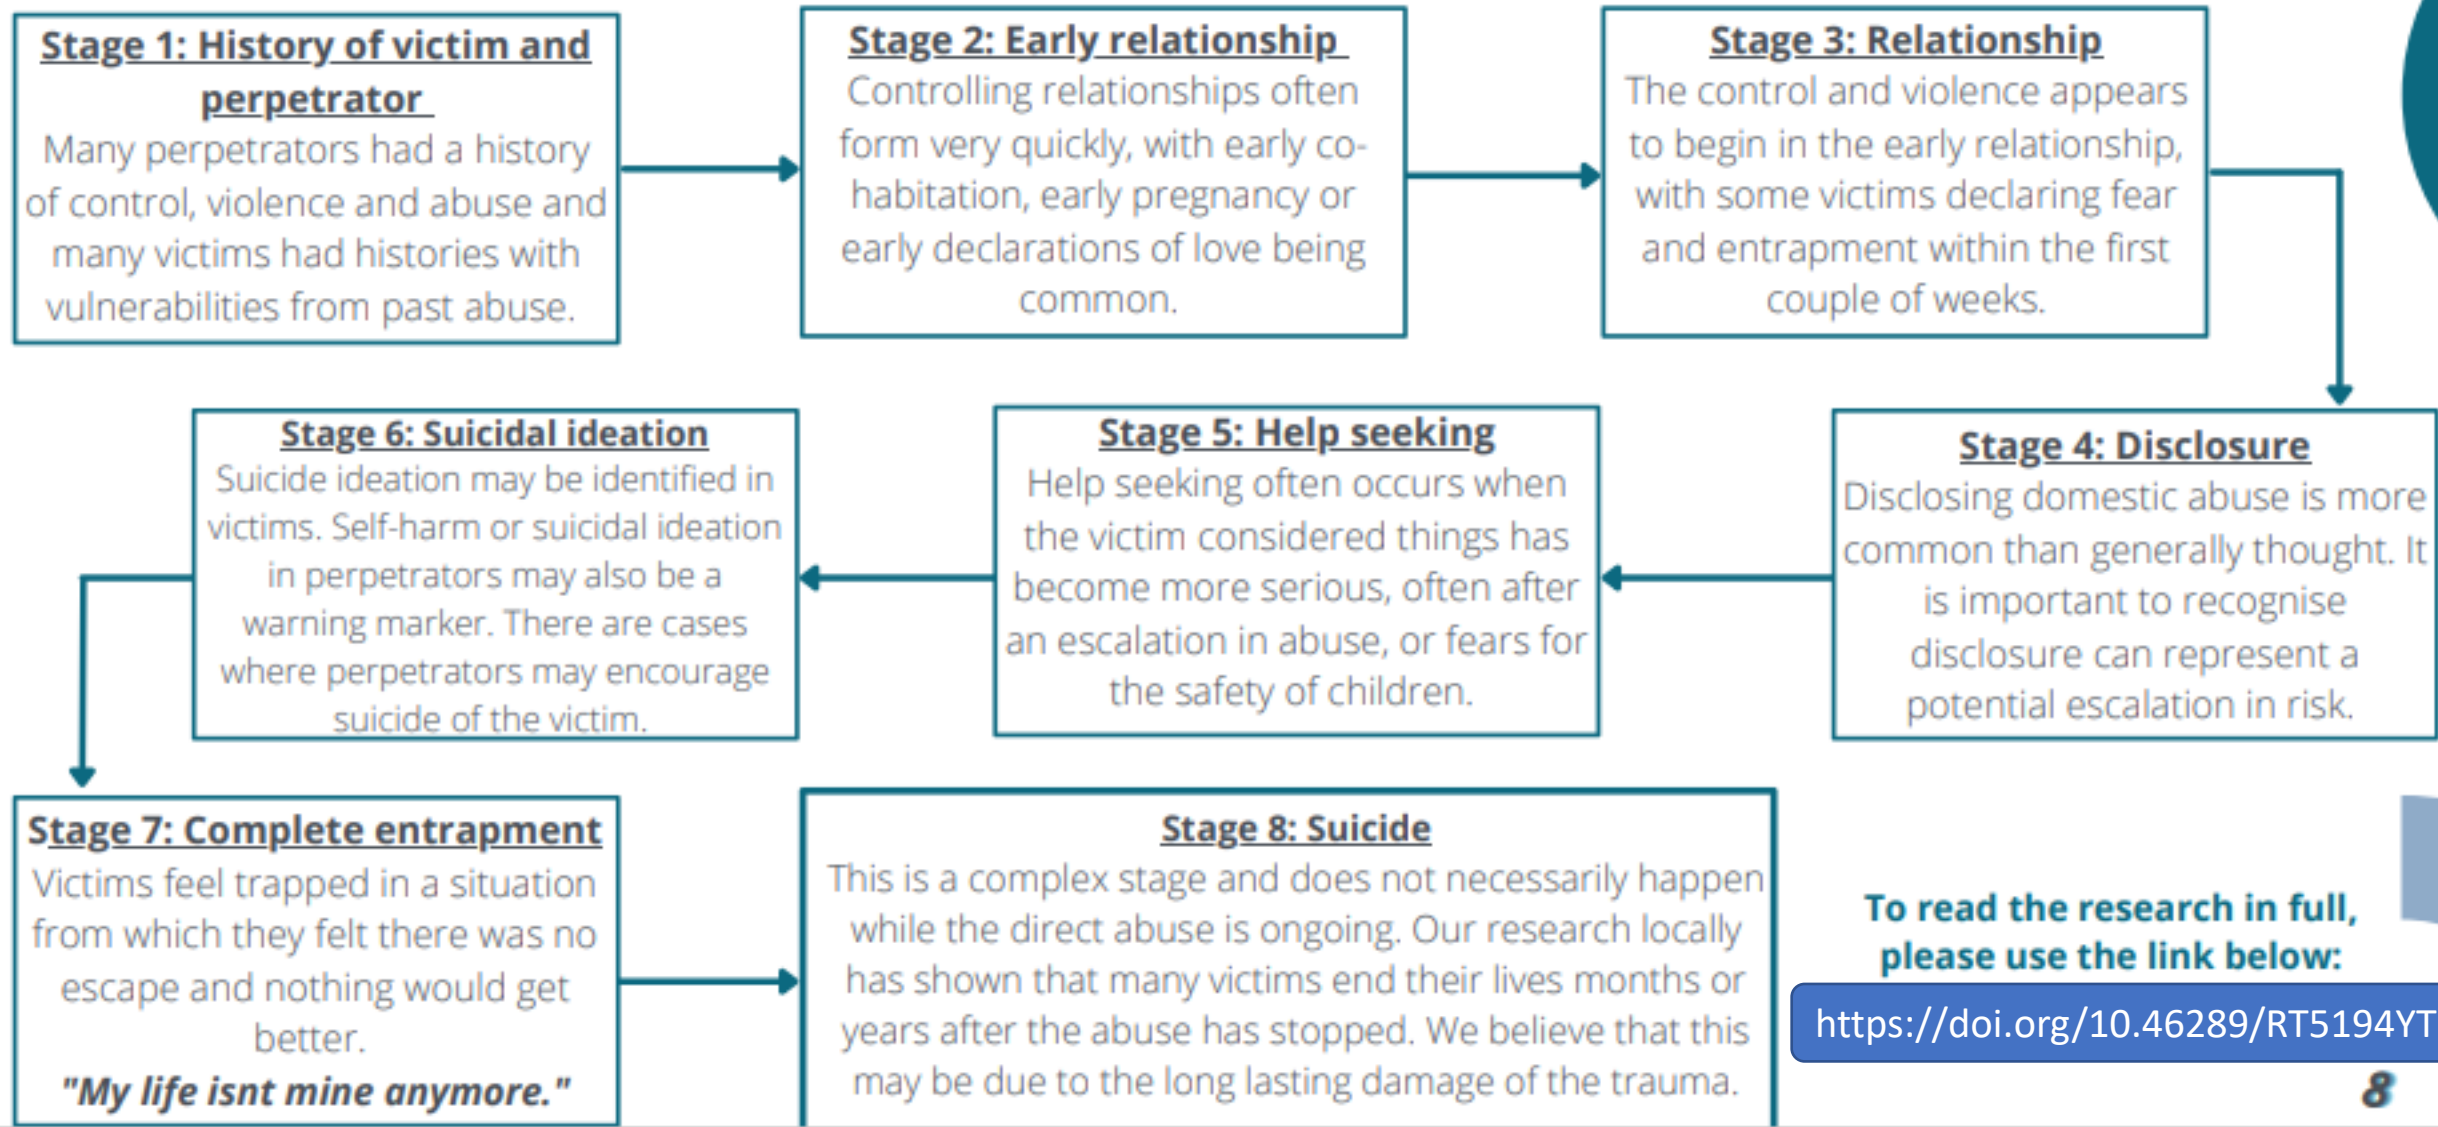 Stage 1: History of victim and
perpetrator
Many perpetrators had a history
of control, violence and abuse and
many victims had histories with
vulnerabilities from past abuse.
Stage 2: Early relationship
Controlling relationships often
form very quickly, with early co-
habitation, early pregnancy or
early declarations of love being
common.
Stage 3: Relationship
The control and violence appears
to begin in the early relationship,
with some victims declaring fear
and entrapment within the first
couple of weeks.
Stage 4: Disclosure
Disclosing domestic abuse is more
common than generally thought. It
is important to recognise
disclosure can represent a
potential escalation in risk.
Stage 5: Help seeking
Help seeking often occurs when
the victim considered things has
become more serious, often after
an escalation in abuse, or fears for
the safety of children.
Stage 6: Suicidal ideation
Suicide ideation may be identified in
victims. Self-harm or suicidal ideation
in perpetrators may also be a
warning marker. There are cases
where perpetrators may encourage
suicide of the victim.
Stage 7: Complete entrapment
Victims feel trapped in a situation
from which they felt there was no
escape and nothing would get
better.
"My life isnt mine anymore."
Stage 8: Suicide
This is a complex stage and does not necessarily happen
while the direct abuse is ongoing. Our research locally
has shown that many victims end their lives months or
years after the abuse has stopped. We believe that this
may be due to the long lasting damage of the trauma.
To read the research in full,
please use the link below:
https://doi.org/10.46289/RT5194YT
8